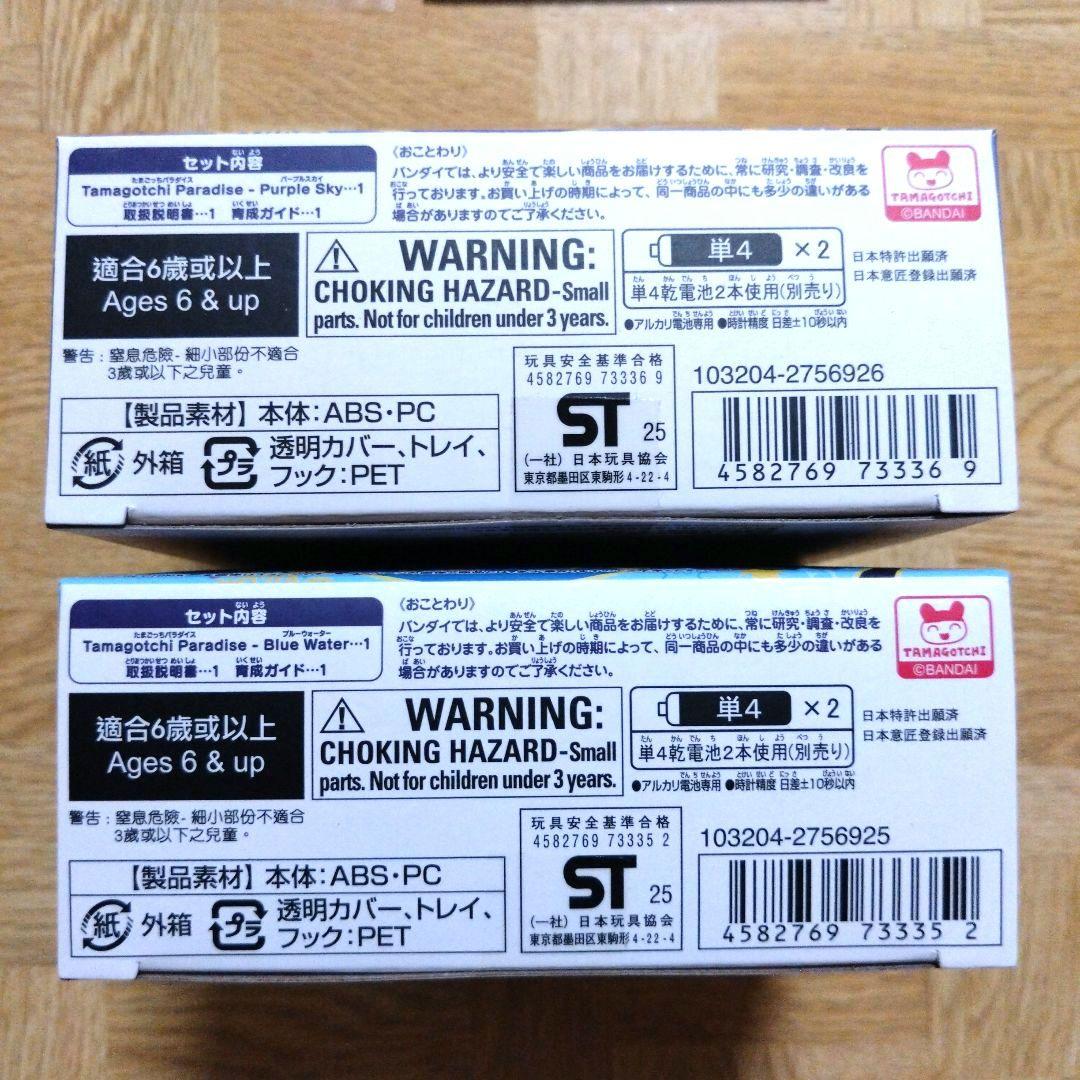 セット内容
Tamagotchi Paradise - Purple Sky…1
取扱説明書…1 育成ガイド…1
〈おことわり〉
バンダイでは、より安全で楽しい商品をお届けするために、常に研究・調査・改良を
行っております。お買い上げの時期によって、同一商品の中にも多少の違いがある
場合がありますのでご了承ください。
TAMAGOTCHI
©BANDAI
適合6歲或以上
Ages 6 & up
WARNING:
CHOKING HAZARD-Small
parts. Not for children under 3 years.
単4 ×2
単4乾電池2本使用(別売り)
●アルカリ電池専用 ●時計精度 日差±10秒以内
日本特許出願済
日本意匠登録出願済
警告：窒息危險- 細小部份不適合
3歲或以下之兒童。
【製品素材】本体：ABS・PC
紙 外箱 プラ 透明カバー、トレイ、
フック：PET
玩具安全基準合格
4582769 73336 9
ST 25
(一社) 日本玩具協会
東京都墨田区東駒形4-22-4
103204-2756926
4582769 73336 9
セット内容
Tamagotchi Paradise - Blue Water…1
取扱説明書…1 育成ガイド…1
〈おことわり〉
バンダイでは、より安全で楽しい商品をお届けするために、常に研究・調査・改良を
行っております。お買い上げの時期によって、同一商品の中にも多少の違いがある
場合がありますのでご了承ください。
TAMAGOTCHI
©BANDAI
適合6歲或以上
Ages 6 & up
WARNING:
CHOKING HAZARD-Small
parts. Not for children under 3 years.
単4 ×2
単4乾電池2本使用(別売り)
●アルカリ電池専用 ●時計精度 日差±10秒以内
日本特許出願済
日本意匠登録出願済
警告：窒息危險- 細小部份不適合
3歲或以下之兒童。
【製品素材】本体：ABS・PC
紙 外箱 プラ 透明カバー、トレイ、
フック：PET
玩具安全基準合格
4582769 73335 2
ST 25
(一社) 日本玩具協会
東京都墨田区東駒形4-22-4
103204-2756925
4582769 73335 2